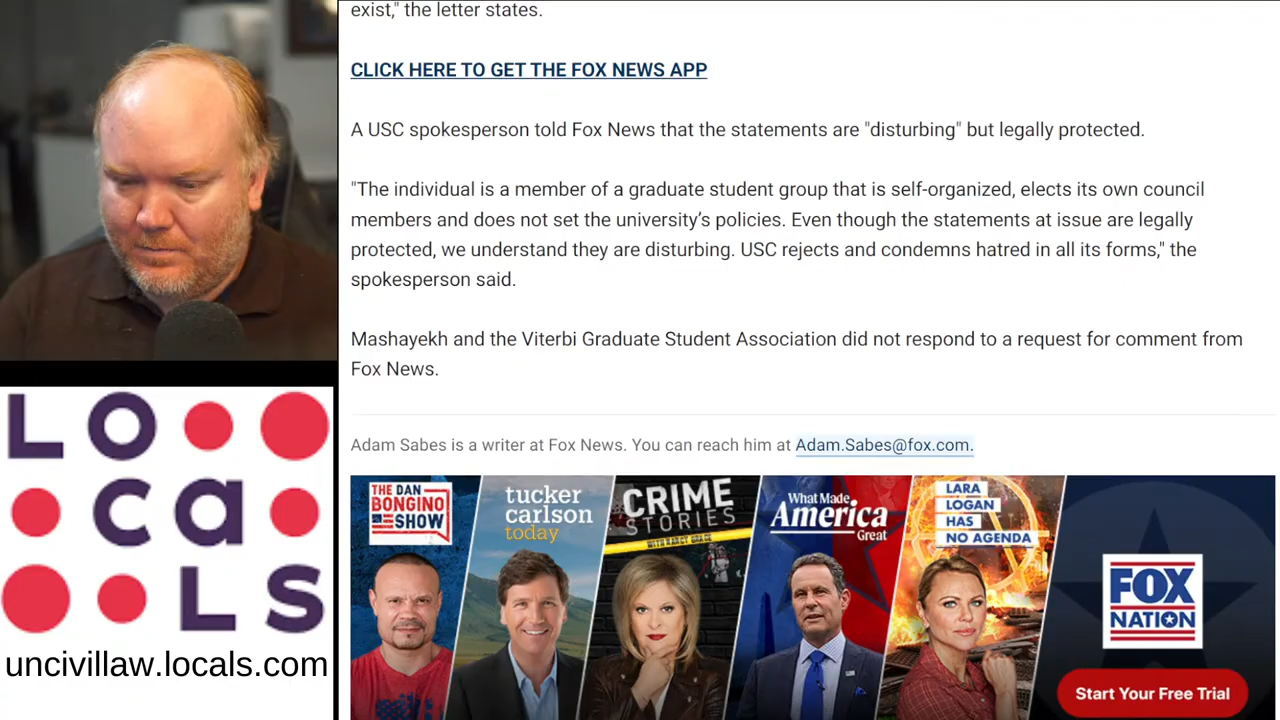 exist," the letter states.
CLICK HERE TO GET THE FOX NEWS APP
A USC spokesperson told Fox News that the statements are "disturbing" but legally protected.
"The individual is a member of a graduate student group that is self-organized, elects its own council
members and does not set the university's policies. Even though the statements at issue are legally
protected, we understand they are disturbing. USC rejects and condemns hatred in all its forms," the
spokesperson said.
Mashayekh and the Viterbi Graduate Student Association did not respond to a request for comment from
Fox News.
Adam Sabes is a writer at Fox News. You can reach him at Adam.Sabes@fox.com.
THE DAN
BONGINO
SHOW
tucker
carlson
today
CRIME
STORIES
WITH NANCY GRACE
What Made
America
Great
LARA
LOGAN
HAS
NO AGENDA
FOX
NATION
Start Your Free Trial
LO
ca
LS
uncivillaw.locals.com